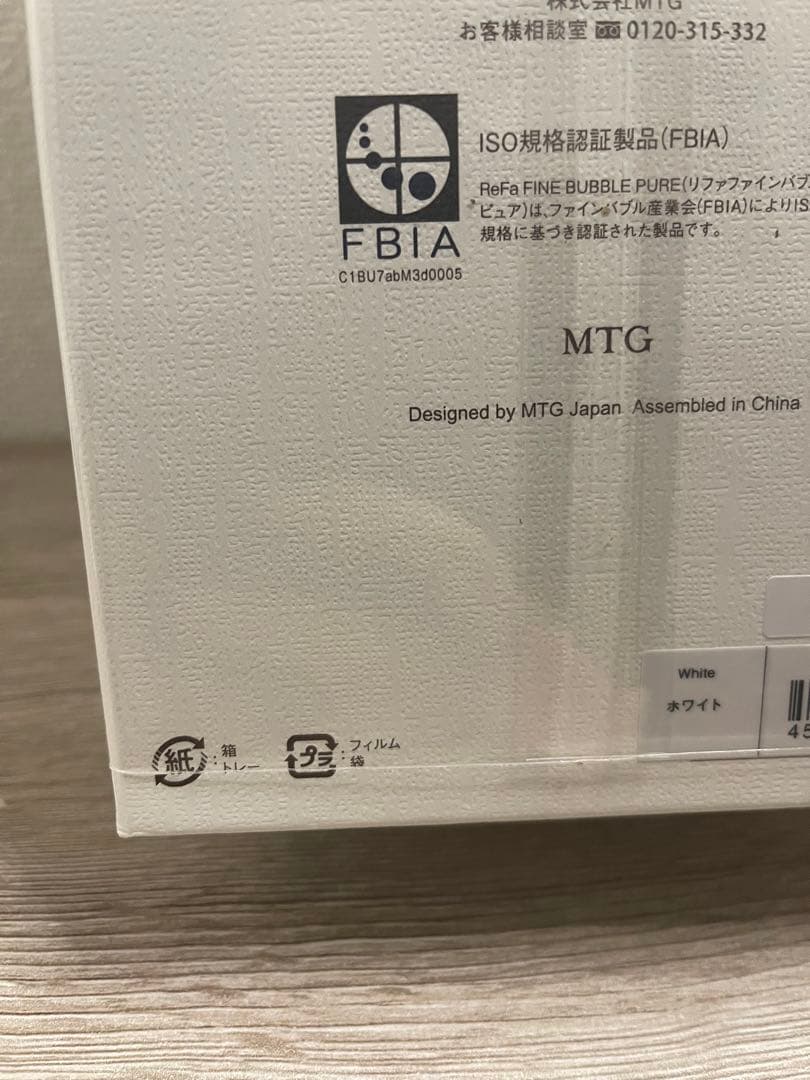 株式会社MTG
お客様相談室 0120-315-332
ISO規格認証製品(FBIA)
ReFa FINE BUBBLE PURE(リファファインバブ
ピュア)は、ファインバブル産業会(FBIA)によりIS
規格に基づき認証された製品です。
FBIA
C1BU7abM3d0005
MTG
Designed by MTG Japan Assembled in China
White
ホワイト
45
紙:箱
トレー
プラ:フィルム
袋